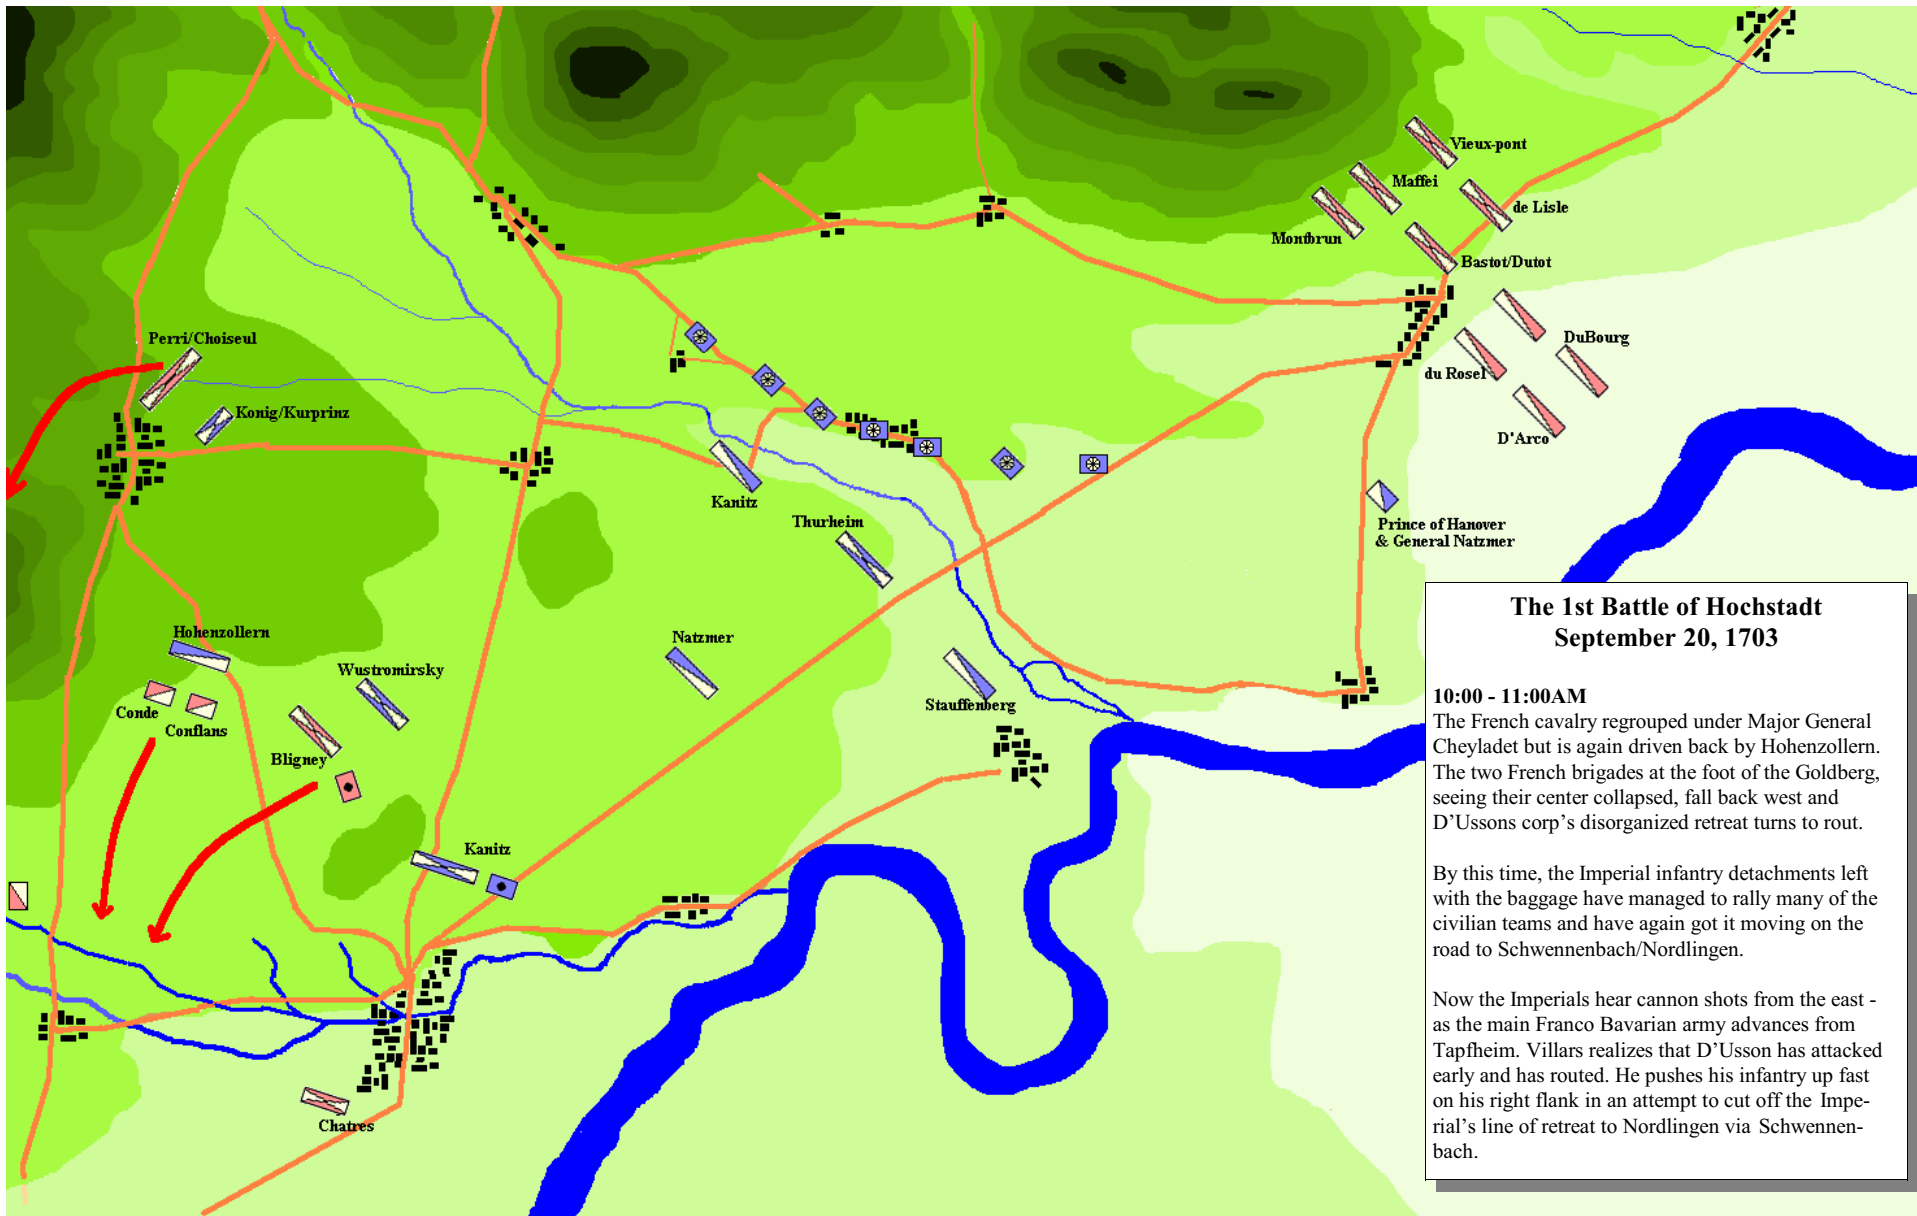 Vieux-pont
Maffei
de Lisle
Montbrun
Bastot/Dutot
Perri/Choiseul
DuBourg
du Rosel
Konig/Kurprinz
D'Arco
Kanitz
Thurheim
Prince of Hanover
& General Natzmer
Hohenzollern
Natzmer
Wustromirsky
Conde
Conflans
Stauffenberg
Bligney
Kanitz
Chatres
The 1st Battle of Hochstadt
September 20, 1703
10:00 - 11:00AM
The French cavalry regrouped under Major General
Cheyladet but is again driven back by Hohenzollern.
The two French brigades at the foot of the Goldberg,
seeing their center collapsed, fall back west and
D'Ussons corp's disorganized retreat turns to rout.
By this time, the Imperial infantry detachments left
with the baggage have managed to rally many of the
civilian teams and have again got it moving on the
road to Schwennenbach/Nordlingen.
Now the Imperials hear cannon shots from the east -
as the main Franco Bavarian army advances from
Tapfheim. Villars realizes that D'Usson has attacked
early and has routed. He pushes his infantry up fast
on his right flank in an attempt to cut off the Impe-
rial's line of retreat to Nordlingen via Schwennen-
bach.